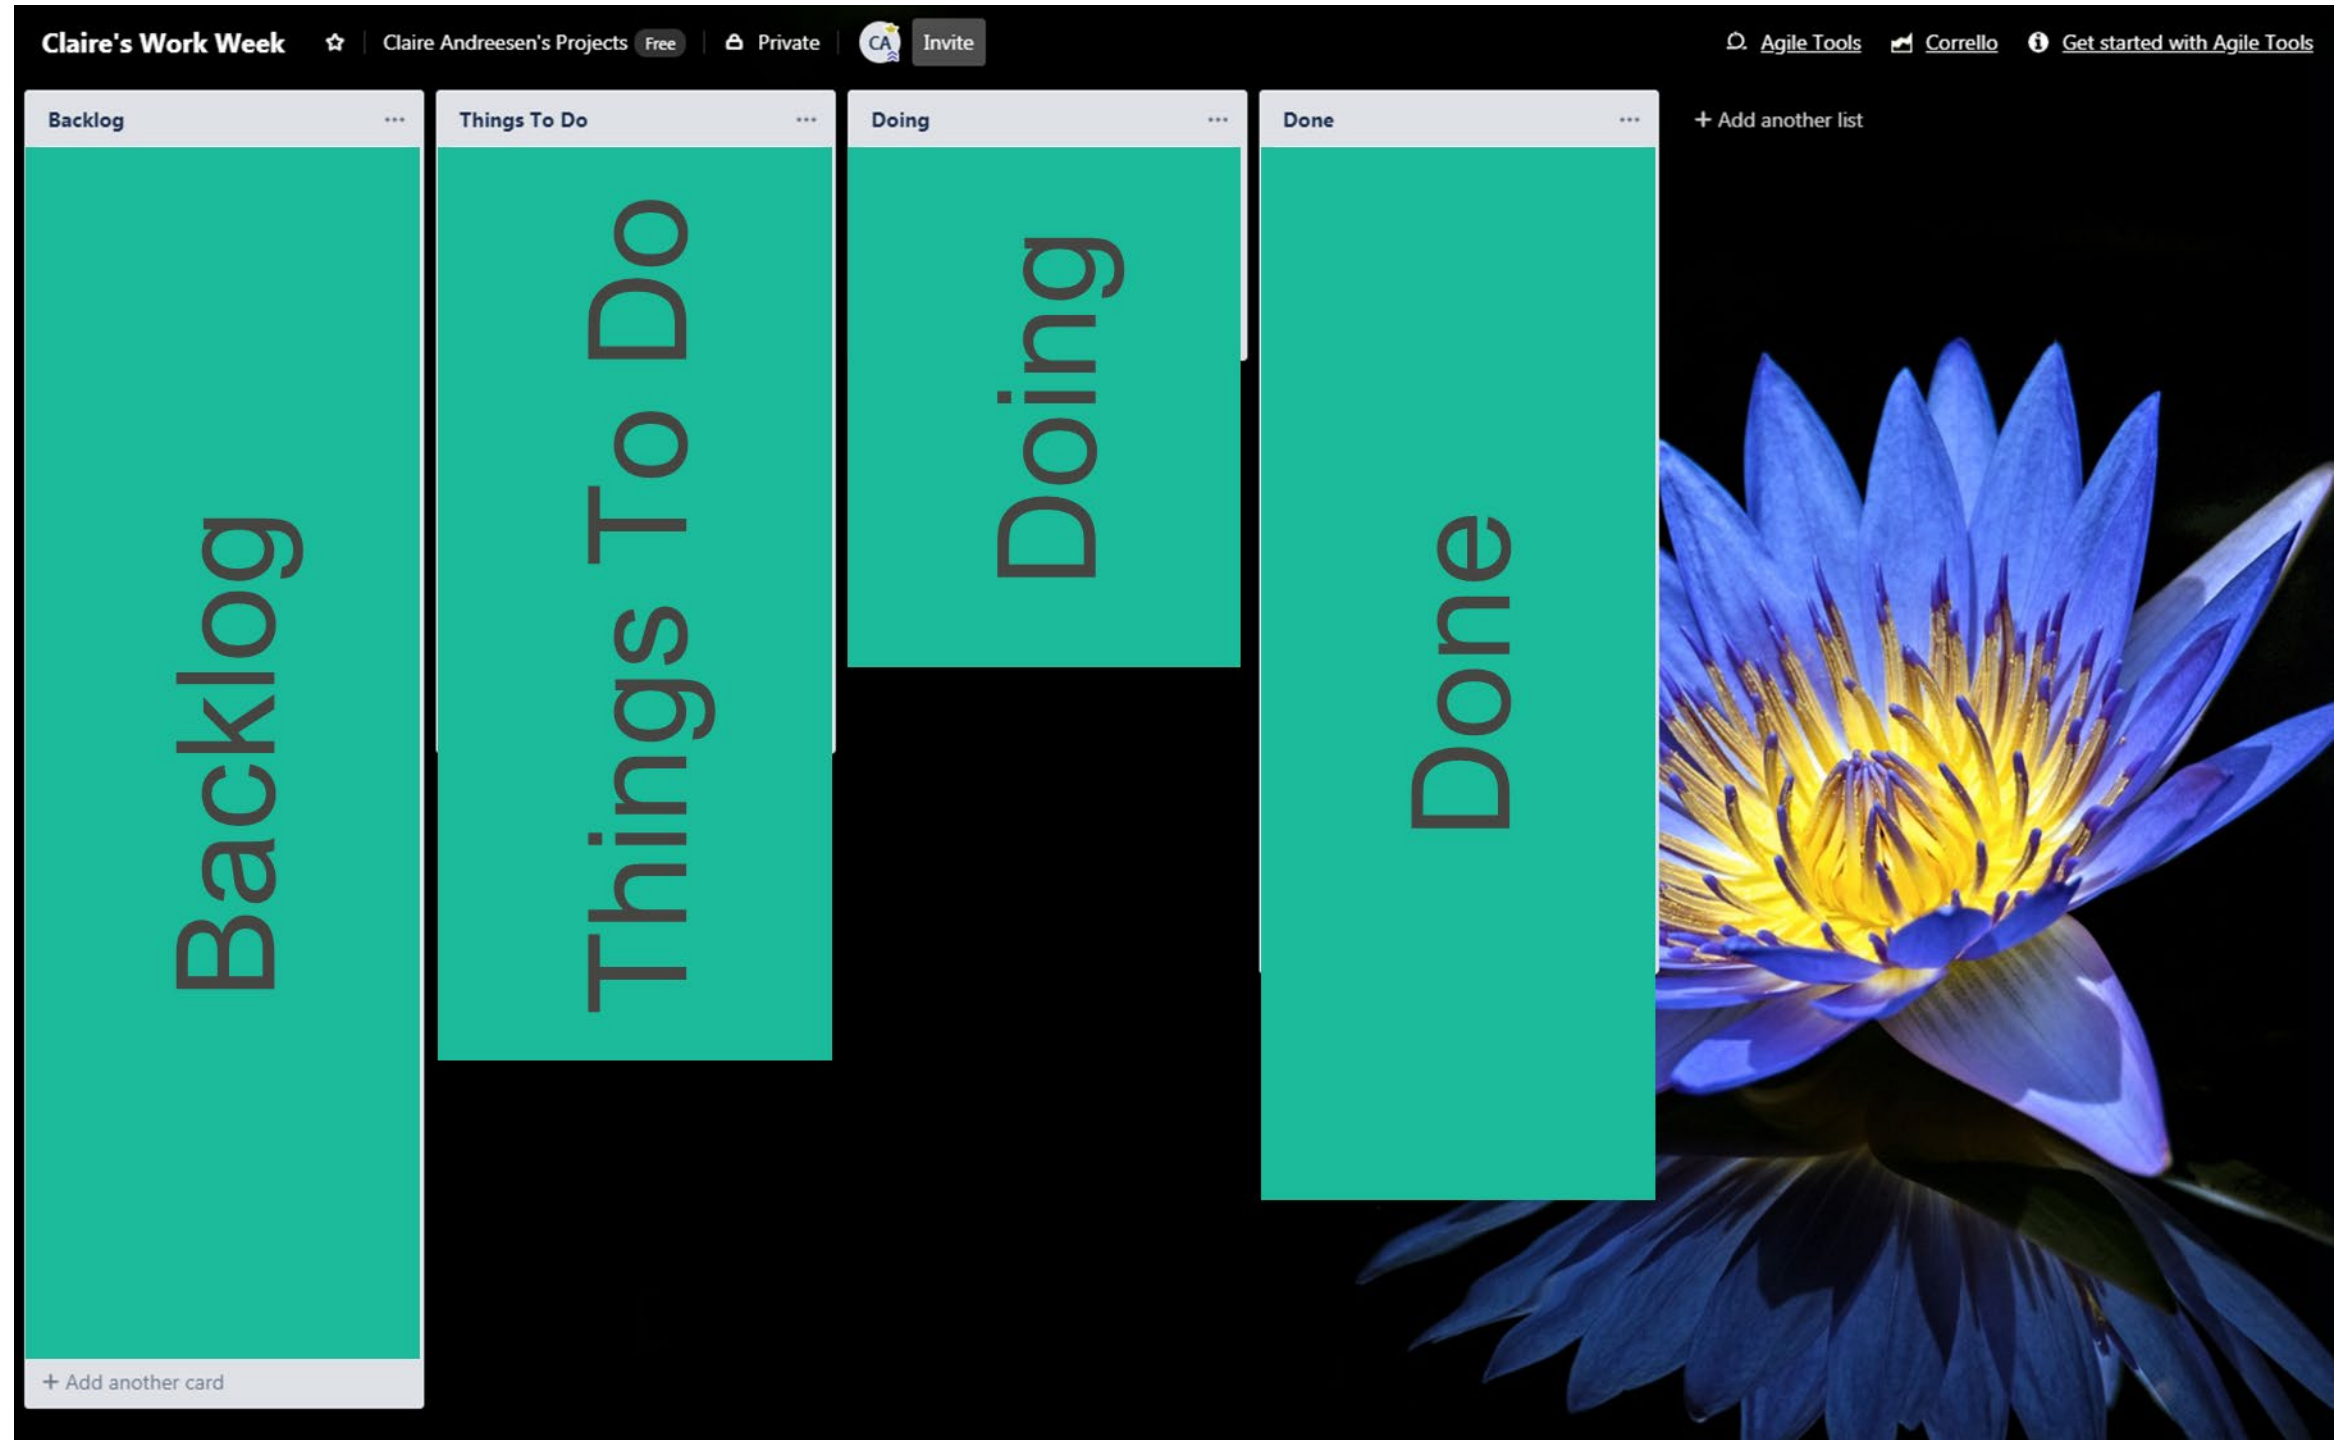 Claire's Work Week Claire Andreesen's Projects Free Private CA Invite Agile Tools Corrello Get started with Agile Tools
Backlog ··· Things To Do ··· Doing ··· Done ··· + Add another list
Backlog
Things To Do
Doing
Done
+ Add another card